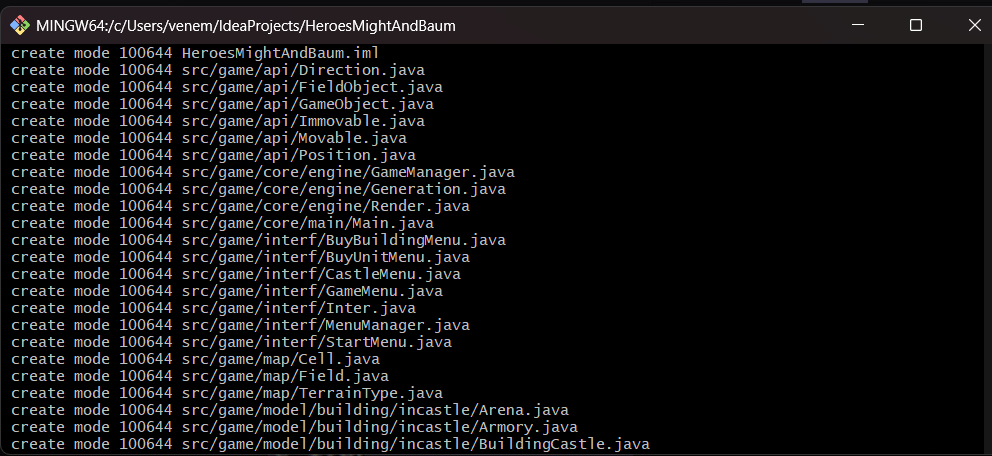 MINGW64:/c/Users/venem/IdeaProjects/HeroesMightAndBaum
create mode 100644 HeroesMightAndBaum.iml
create mode 100644 src/game/api/Direction.java
create mode 100644 src/game/api/FieldObject.java
create mode 100644 src/game/api/GameObject.java
create mode 100644 src/game/api/Immovable.java
create mode 100644 src/game/api/Movable.java
create mode 100644 src/game/api/Position.java
create mode 100644 src/game/core/engine/GameManager.java
create mode 100644 src/game/core/engine/Generation.java
create mode 100644 src/game/core/engine/Render.java
create mode 100644 src/game/core/main/Main.java
create mode 100644 src/game/interf/BuyBuildingMenu.java
create mode 100644 src/game/interf/BuyUnitMenu.java
create mode 100644 src/game/interf/CastleMenu.java
create mode 100644 src/game/interf/GameMenu.java
create mode 100644 src/game/interf/Inter.java
create mode 100644 src/game/interf/MenuManager.java
create mode 100644 src/game/interf/StartMenu.java
create mode 100644 src/game/map/Cell.java
create mode 100644 src/game/map/Field.java
create mode 100644 src/game/map/TerrainType.java
create mode 100644 src/game/model/building/incastle/Arena.java
create mode 100644 src/game/model/building/incastle/Armory.java
create mode 100644 src/game/model/building/incastle/BuildingCastle.java